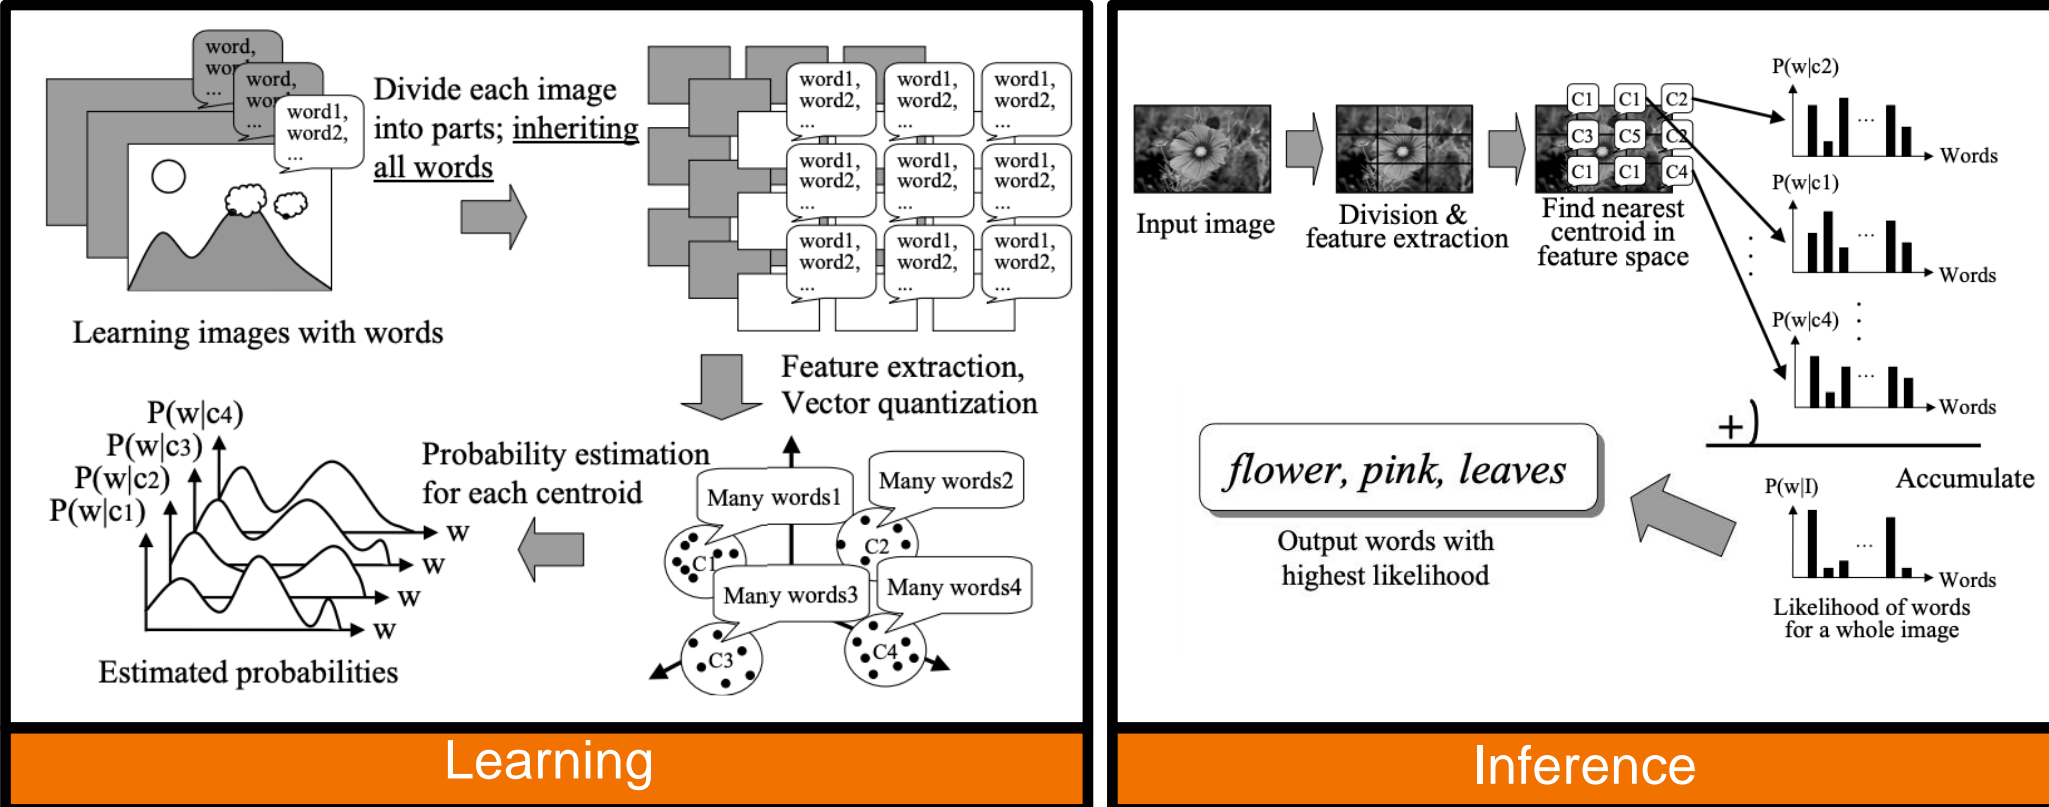 word,
wor
...
word,
wor
...
word1,
word2,
...
Divide each image
into parts; inheriting
all words
Learning images with words
word1,
word2,
...
word1,
word2,
...
word1,
word2,
...
word1,
word2,
...
word1,
word2,
...
word1,
word2,
...
word1,
word2,
...
word1,
word2,
...
word1,
word2,
...
Feature extraction,
Vector quantization
Many words1
Many words2
C1
C2
Many words3
Many words4
C3
C4
Probability estimation
for each centroid
P(w|c4)
P(w|c3)
P(w|c2)
P(w|c1)
w
w
w
w
Estimated probabilities
Learning
Input image
Division &
feature extraction
C1 C1 C2
C3 C5 C2
C1 C1 C4
Find nearest
centroid in
feature space
P(w|c2)
...
Words
P(w|c1)
...
Words
P(w|c4)
...
Words
+)
Accumulate
P(w|I)
...
Words
Likelihood of words
for a whole image
flower, pink, leaves
Output words with
highest likelihood
Inference